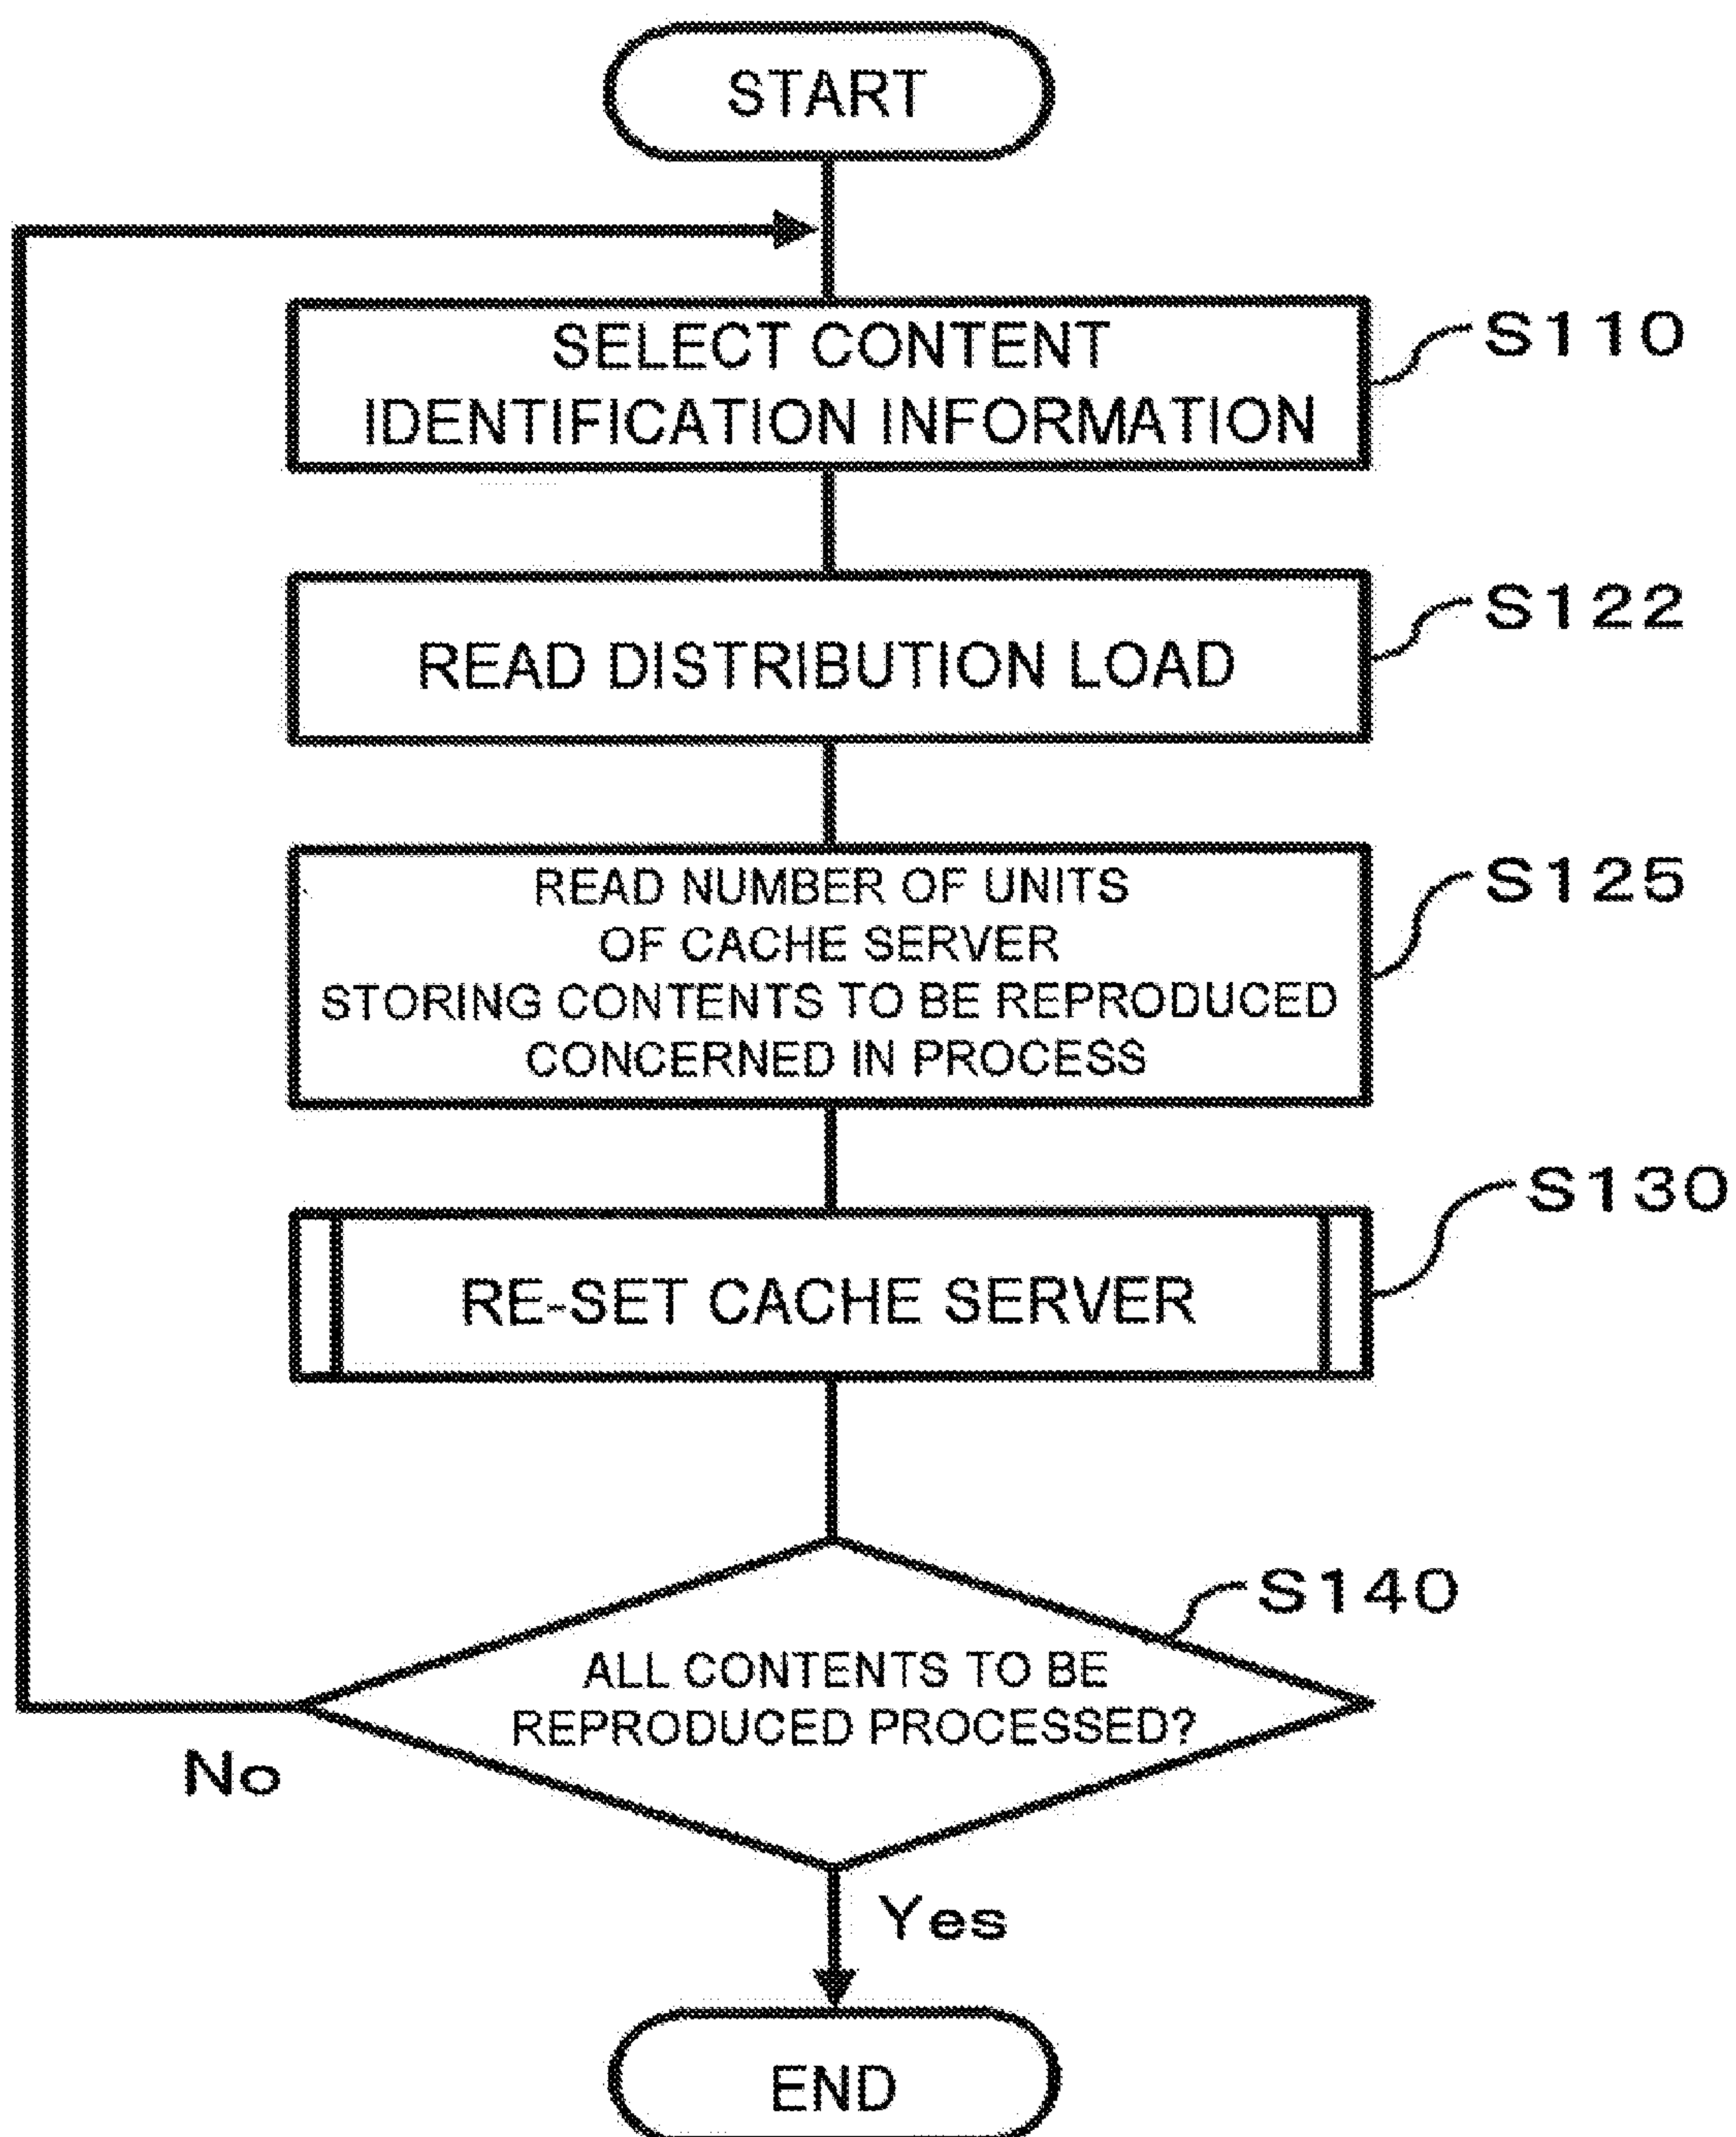 START
SELECT CONTENT
IDENTIFICATION INFORMATION
S110
READ DISTRIBUTION LOAD
S122
READ NUMBER OF UNITS
OF CACHE SERVER
STORING CONTENTS TO BE REPRODUCED
CONCERNED IN PROCESS
S125
RE-SET CACHE SERVER
S130
ALL CONTENTS TO BE
REPRODUCED PROCESSED?
S140
No
Yes
END